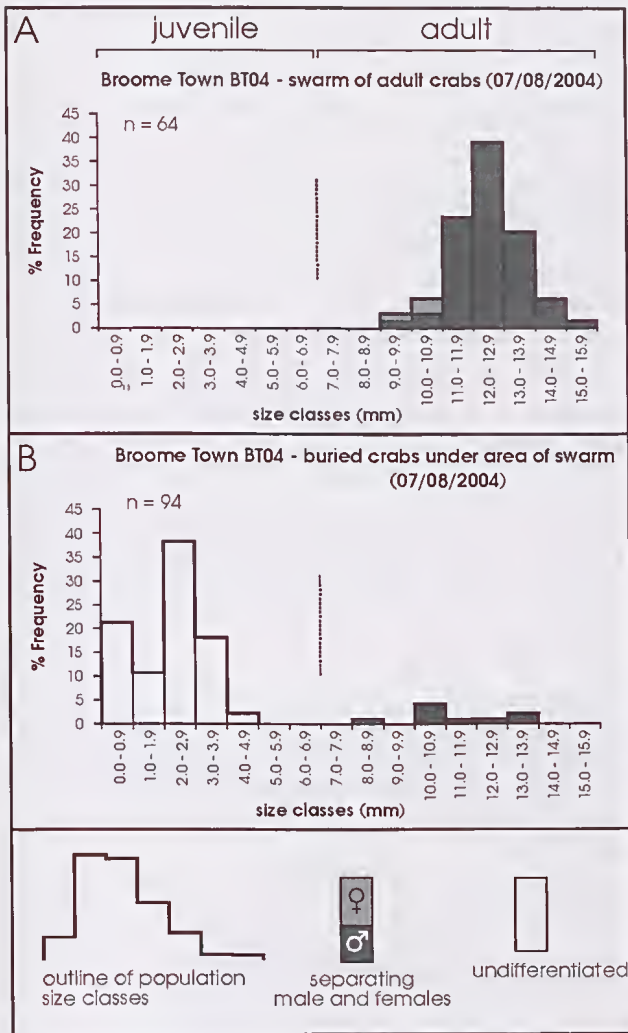 A
juvenile
adult
Broome Town BT04 - swarm of adult crabs (07/08/2004)
n = 64
45
40
35
30
25
20
15
10
5
0
% Frequency
0.0 - 0.9
1.0 - 1.9
2.0 - 2.9
3.0 - 3.9
4.0 - 4.9
5.0 - 5.9
6.0 - 6.9
7.0 - 7.9
8.0 - 8.9
9.0 - 9.9
10.0 - 10.9
11.0 - 11.9
12.0 - 12.9
13.0 - 13.9
14.0 - 14.9
15.0 - 15.9
size classes (mm)
B
Broome Town BT04 - buried crabs under area of swarm
(07/08/2004)
n = 94
45
40
35
30
25
20
15
10
5
0
% Frequency
0.0 - 0.9
1.0 - 1.9
2.0 - 2.9
3.0 - 3.9
4.0 - 4.9
5.0 - 5.9
6.0 - 6.9
7.0 - 7.9
8.0 - 8.9
9.0 - 9.9
10.0 - 10.9
11.0 - 11.9
12.0 - 12.9
13.0 - 13.9
14.0 - 14.9
15.0 - 15.9
size classes (mm)
♀
♂
outline of population
size classes
separating
male and females
undifferentiated